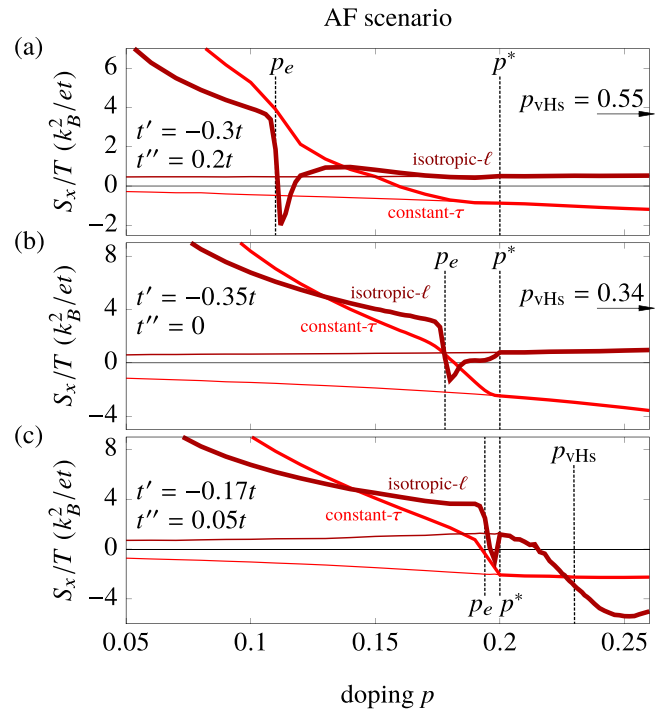 AF scenario
(a)
p_e
p*
p_vHs = 0.55
t′ = −0.3t
t″ = 0.2t
isotropic-ℓ
constant-τ
S_x/T (k_B^2/et)
6
4
2
0
−2
(b)
p_e
p*
p_vHs = 0.34
t′ = −0.35t
t″ = 0
isotropic-ℓ
constant-τ
S_x/T (k_B^2/et)
8
4
0
−4
(c)
p_vHs
t′ = −0.17t
t″ = 0.05t
isotropic-ℓ
constant-τ
p_e p*
S_x/T (k_B^2/et)
8
4
0
−4
0.05 0.1 0.15 0.2 0.25
doping p